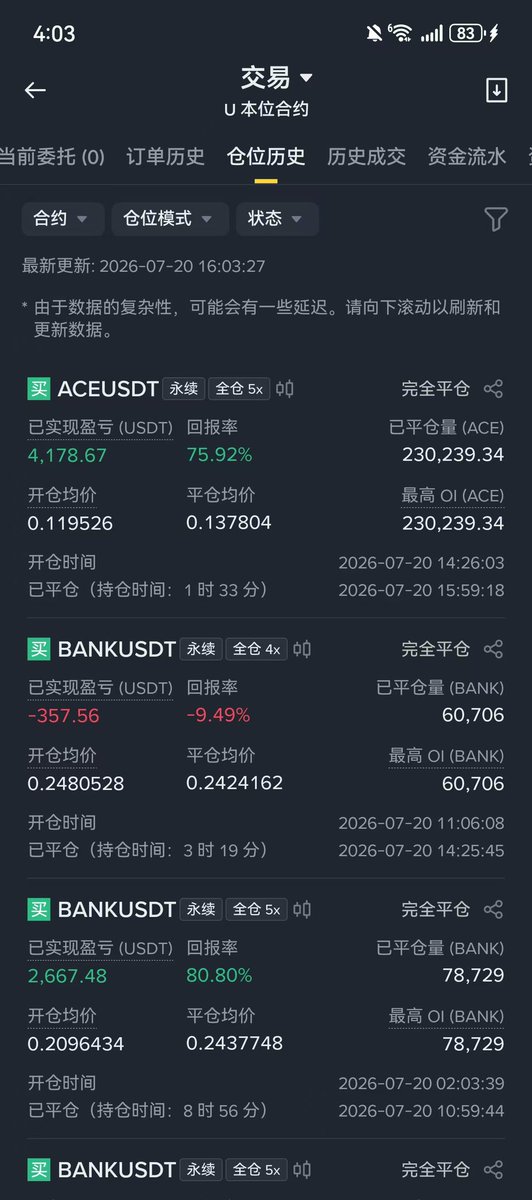 4:03
6
83
交易
U 本位合约
当前委托 (0) 订单历史 仓位历史 历史成交 资金流水
合约 仓位模式 状态
最新更新: 2026-07-20 16:03:27
* 由于数据的复杂性，可能会有一些延迟。请向下滚动以刷新和
更新数据。
买 ACEUSDT 永续 全仓 5x 完全平仓
已实现盈亏 (USDT) 回报率 已平仓量 (ACE)
4,178.67 75.92% 230,239.34
开仓均价 平仓均价 最高 OI (ACE)
0.119526 0.137804 230,239.34
开仓时间 2026-07-20 14:26:03
已平仓（持仓时间：1 时 33 分） 2026-07-20 15:59:18
买 BANKUSDT 永续 全仓 4x 完全平仓
已实现盈亏 (USDT) 回报率 已平仓量 (BANK)
-357.56 -9.49% 60,706
开仓均价 平仓均价 最高 OI (BANK)
0.2480528 0.2424162 60,706
开仓时间 2026-07-20 11:06:08
已平仓（持仓时间：3 时 19 分） 2026-07-20 14:25:45
买 BANKUSDT 永续 全仓 5x 完全平仓
已实现盈亏 (USDT) 回报率 已平仓量 (BANK)
2,667.48 80.80% 78,729
开仓均价 平仓均价 最高 OI (BANK)
0.2096434 0.2437748 78,729
开仓时间 2026-07-20 02:03:39
已平仓（持仓时间：8 时 56 分） 2026-07-20 10:59:44
买 BANKUSDT 永续 全仓 5x 完全平仓